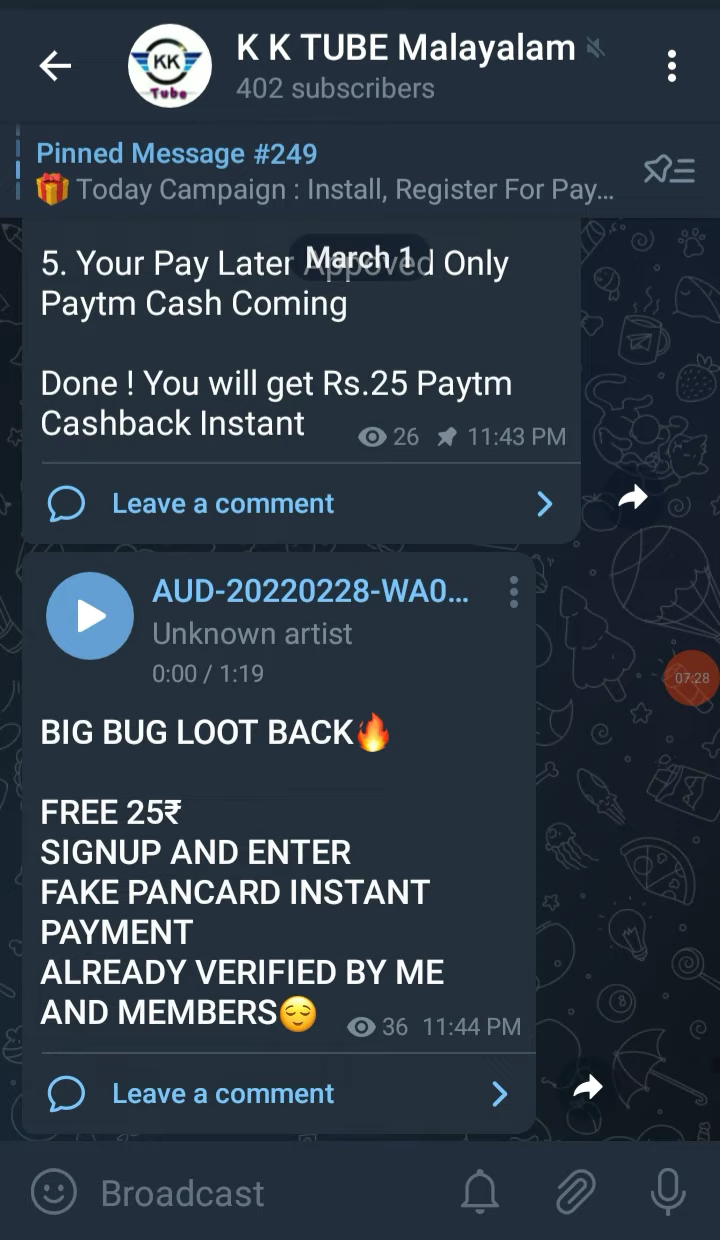 KK
Tube
K K TUBE Malayalam
402 subscribers
Pinned Message #249
🎁 Today Campaign : Install, Register For Pay...
March 1
5. Your Pay Later Appoved Only
Paytm Cash Coming
Done ! You will get Rs.25 Paytm
Cashback Instant
26 11:43 PM
Leave a comment
AUD-20220228-WA0...
Unknown artist
0:00 / 1:19
07:28
BIG BUG LOOT BACK🔥
FREE 25₹
SIGNUP AND ENTER
FAKE PANCARD INSTANT
PAYMENT
ALREADY VERIFIED BY ME
AND MEMBERS😌
36 11:44 PM
Leave a comment
Broadcast